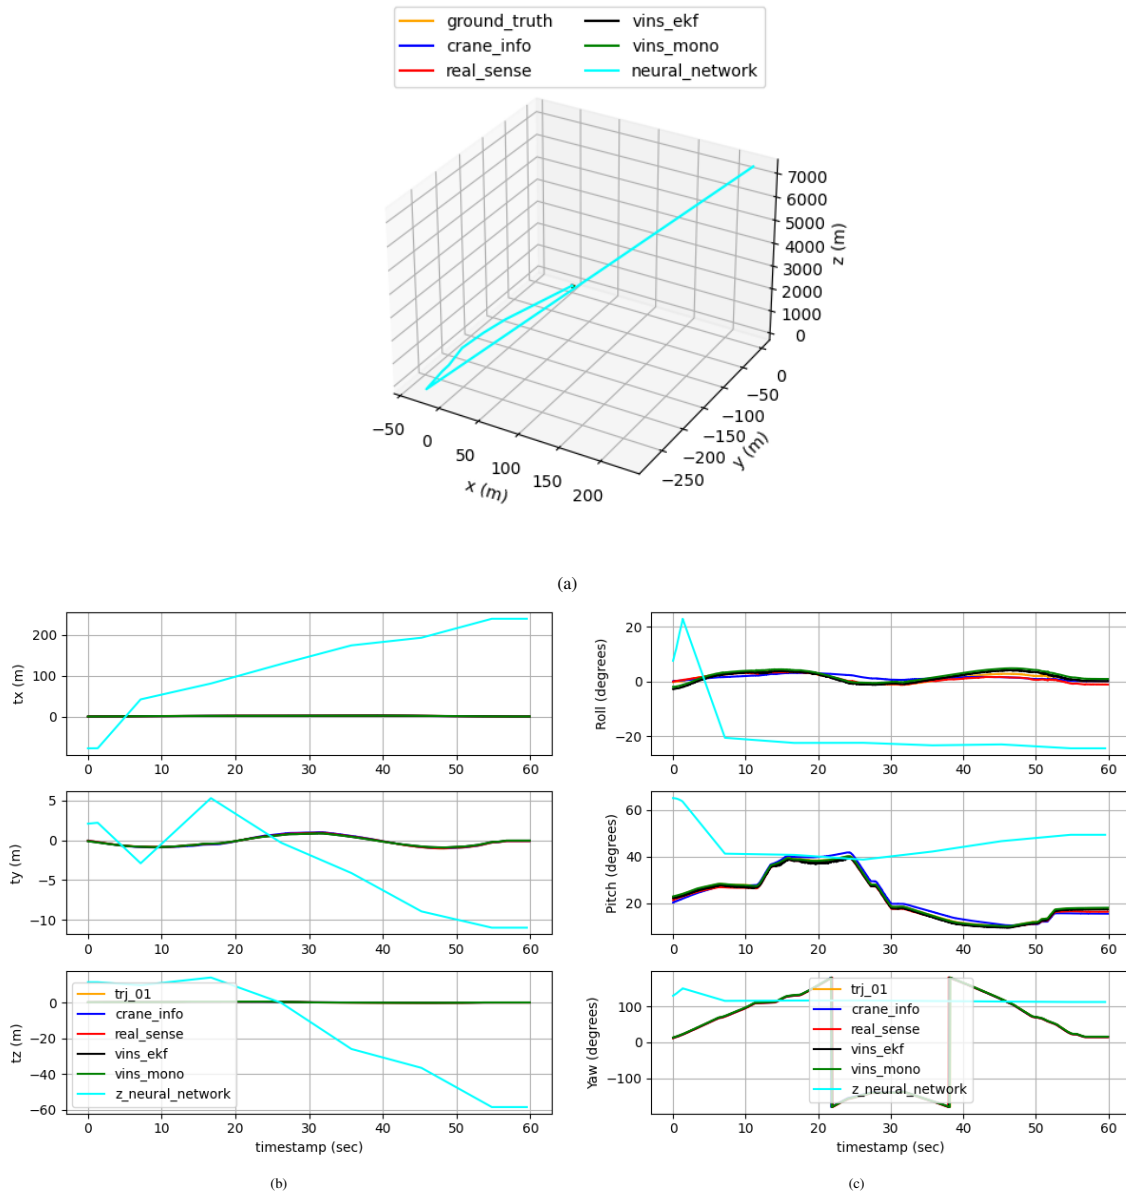 ground_truth vins_ekf
crane_info vins_mono
real_sense neural_network
7000
6000
5000
4000
3000
2000
1000
0
z (m)
0
−50
−100
−150
−200
−250
y (m)
−50 0 50 100 150 200
x (m)
(a)
200
100
0
tx (m)
0 10 20 30 40 50 60
5
0
−5
−10
ty (m)
0 10 20 30 40 50 60
0
−20
−40
−60
tz (m)
trj_01
crane_info
real_sense
vins_ekf
vins_mono
z_neural_network
0 10 20 30 40 50 60
timestamp (sec)
(b)
20
0
−20
Roll (degrees)
0 10 20 30 40 50 60
60
40
20
Pitch (degrees)
0 10 20 30 40 50 60
100
0
−100
Yaw (degrees)
trj_01
crane_info
real_sense
vins_ekf
vins_mono
z_neural_network
0 10 20 30 40 50 60
timestamp (sec)
(c)